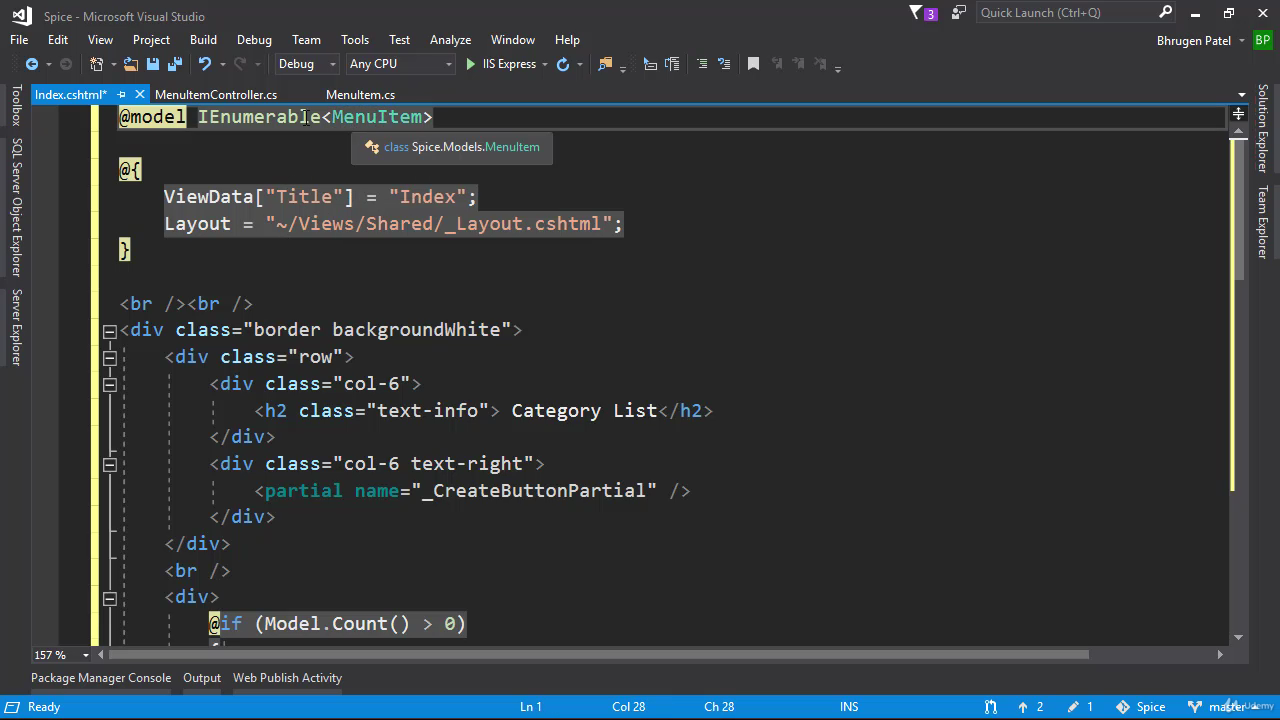 Spice - Microsoft Visual Studio
3
Quick Launch (Ctrl+Q)
File Edit View Project Build Debug Team Tools Test Analyze Window Help
Bhrugen Patel BP
Debug Any CPU IIS Express
Index.cshtml* MenuItemController.cs MenuItem.cs
Toolbox
SQL Server Object Explorer
Server Explorer
Solution Explorer
Team Explorer
@model IEnumerable<MenuItem>
class Spice.Models.MenuItem
@{
ViewData["Title"] = "Index";
Layout = "~/Views/Shared/_Layout.cshtml";
}
<br /><br />
<div class="border backgroundWhite">
<div class="row">
<div class="col-6">
<h2 class="text-info"> Category List</h2>
</div>
<div class="col-6 text-right">
<partial name="_CreateButtonPartial" />
</div>
</div>
<br />
<div>
@if (Model.Count() > 0)
{
157 %
Package Manager Console Output Web Publish Activity
Ready Ln 1 Col 28 Ch 28 INS 2 1 Spice master
Udemy